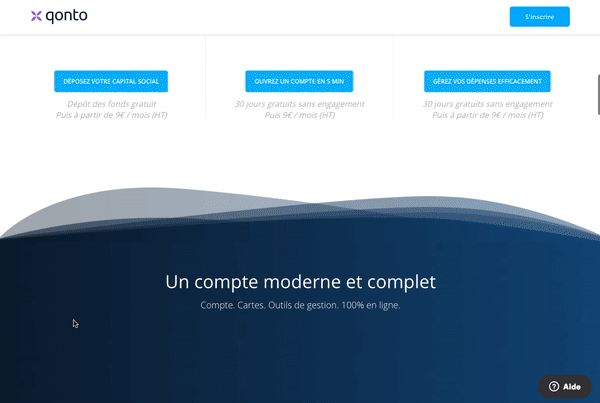 qonto
S'inscrire
DÉPOSEZ VOTRE CAPITAL SOCIAL
Dépôt des fonds gratuit
Puis à partir de 9€ / mois (HT)
OUVREZ UN COMPTE EN 5 MIN
30 jours gratuits sans engagement
Puis 9€ / mois (HT)
GÉREZ VOS DÉPENSES EFFICACEMENT
30 jours gratuits sans engagement
Puis à partir de 9€ / mois (HT)
Un compte moderne et complet
Compte. Cartes. Outils de gestion. 100% en ligne.
Aide